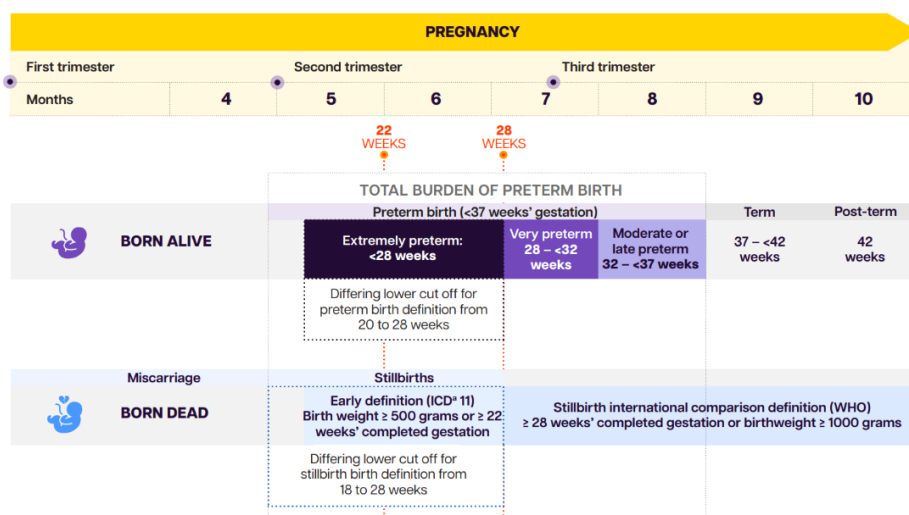 PREGNANCY
First trimester
Second trimester
Third trimester
Months
4
5
6
7
8
9
10
22
WEEKS
28
WEEKS
TOTAL BURDEN OF PRETERM BIRTH
Preterm birth (<37 weeks' gestation)
Term
Post-term
BORN ALIVE
Extremely preterm:
<28 weeks
Very preterm
28 – <32
weeks
Moderate or
late preterm
32 – <37 weeks
37 – <42
weeks
42
weeks
Differing lower cut off for
preterm birth definition from
20 to 28 weeks
Miscarriage
Stillbirths
BORN DEAD
Early definition (ICDᵃ 11)
Birth weight ≥ 500 grams or ≥ 22
weeks' completed gestation
Stillbirth international comparison definition (WHO)
≥ 28 weeks' completed gestation or birthweight ≥ 1000 grams
Differing lower cut off for
stillbirth birth definition from
18 to 28 weeks